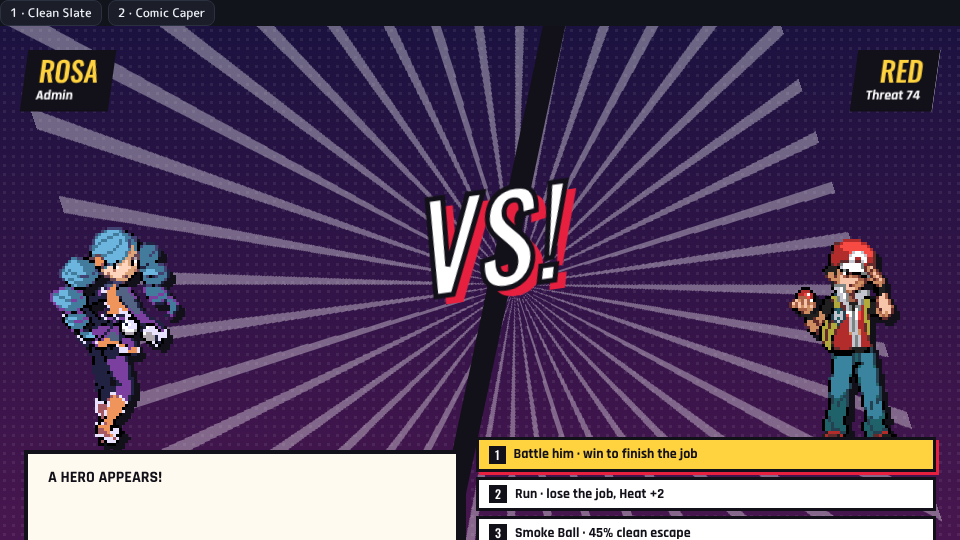 1 · Clean Slate
2 · Comic Caper
ROSA
Admin
RED
Threat 74
VS!
A HERO APPEARS!
1 Battle him · win to finish the job
2 Run · lose the job, Heat +2
3 Smoke Ball · 45% clean escape